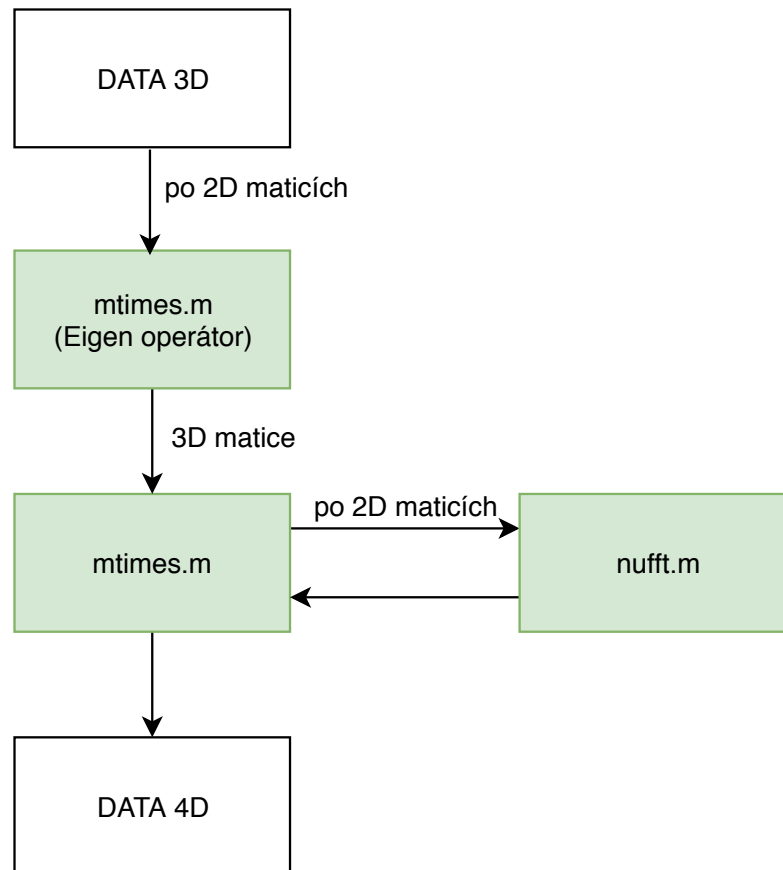 DATA 3D
po 2D maticích
mtimes.m
(Eigen operátor)
3D matice
po 2D maticích
mtimes.m
nufft.m
DATA 4D